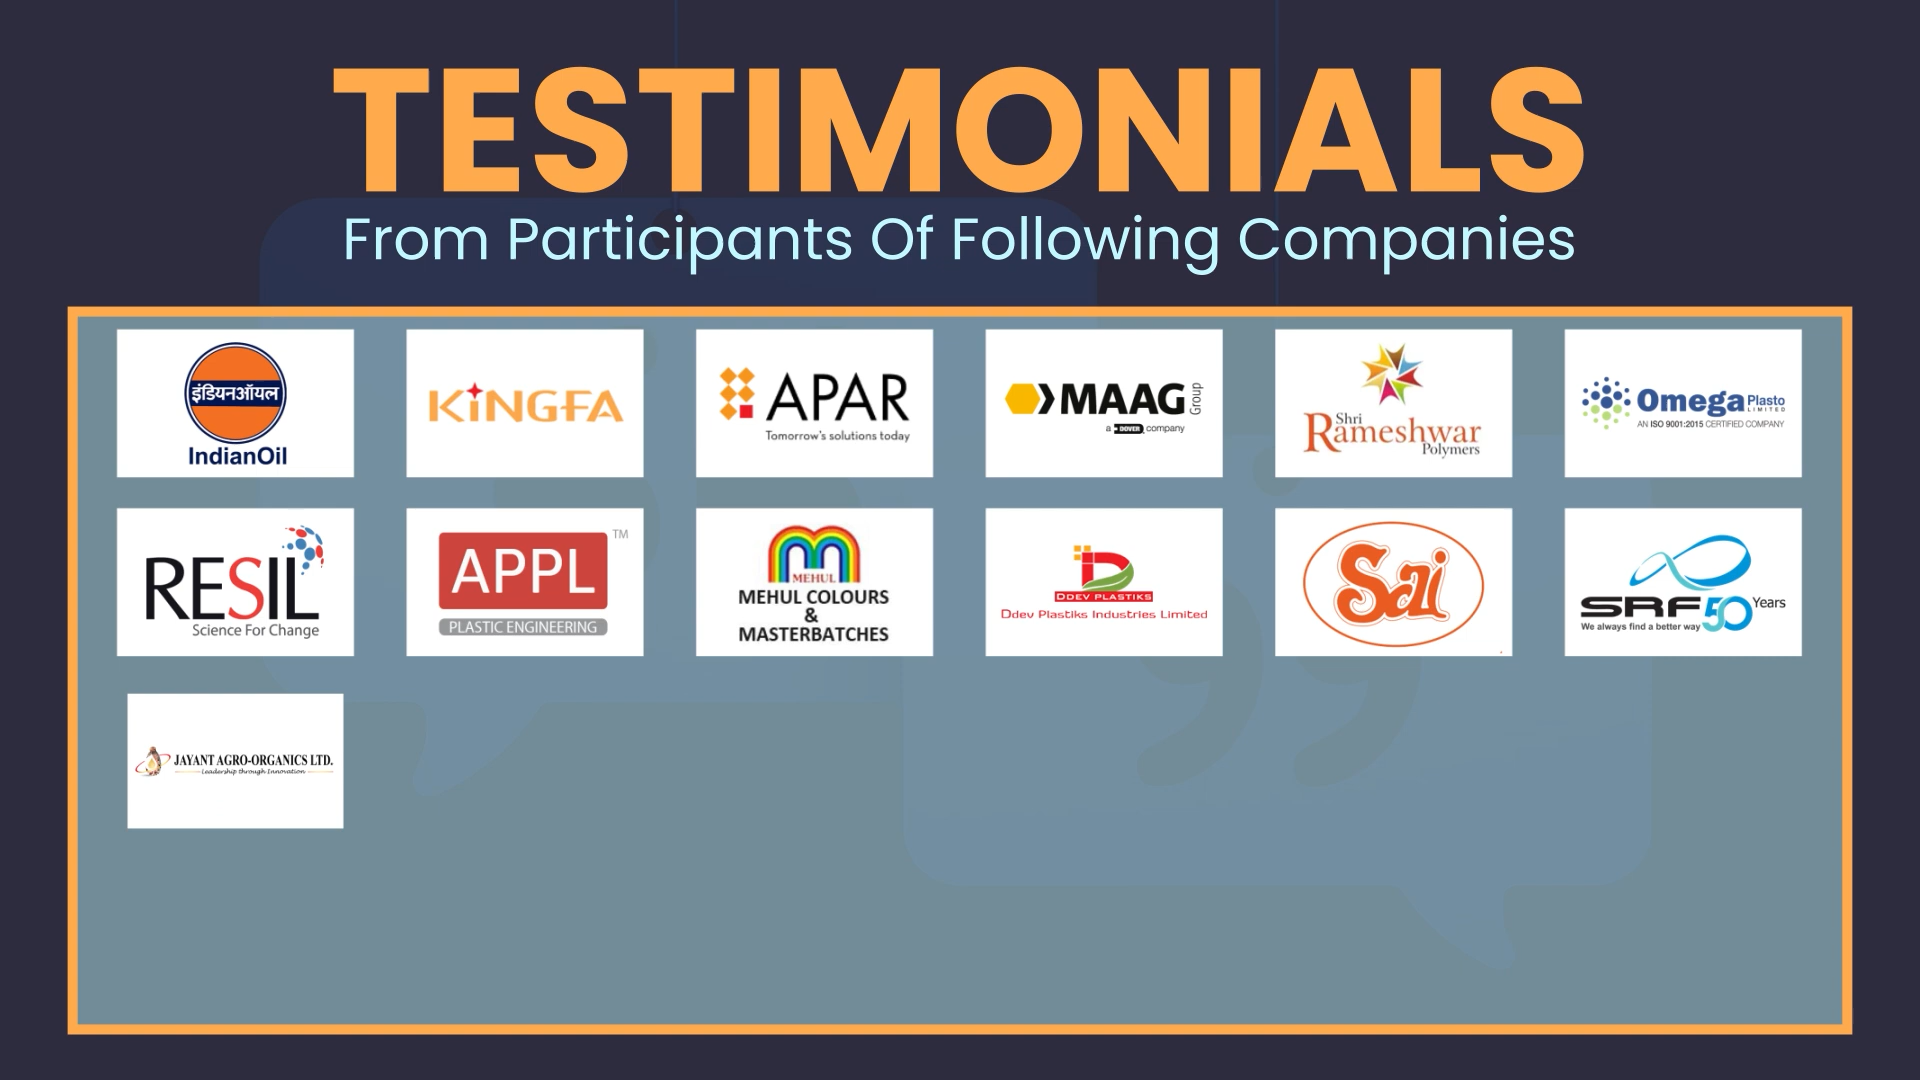 TESTIMONIALS
From Participants Of Following Companies
इंडियनऑयल
IndianOil
KiNGFA
APAR
Tomorrow's solutions today
MAAG Group
a DOVER company
Shri
Rameshwar
Polymers
Omega Plasto
LIMITED
AN ISO 9001:2015 CERTIFIED COMPANY
RESIL
Science For Change
APPL TM
PLASTIC ENGINEERING
MEHUL
MEHUL COLOURS
&
MASTERBATCHES
DDEV PLASTIKS
Ddev Plastiks Industries Limited
Sai
SRF 50 Years
We always find a better way
JAYANT AGRO-ORGANICS LTD.
Leadership through Innovation